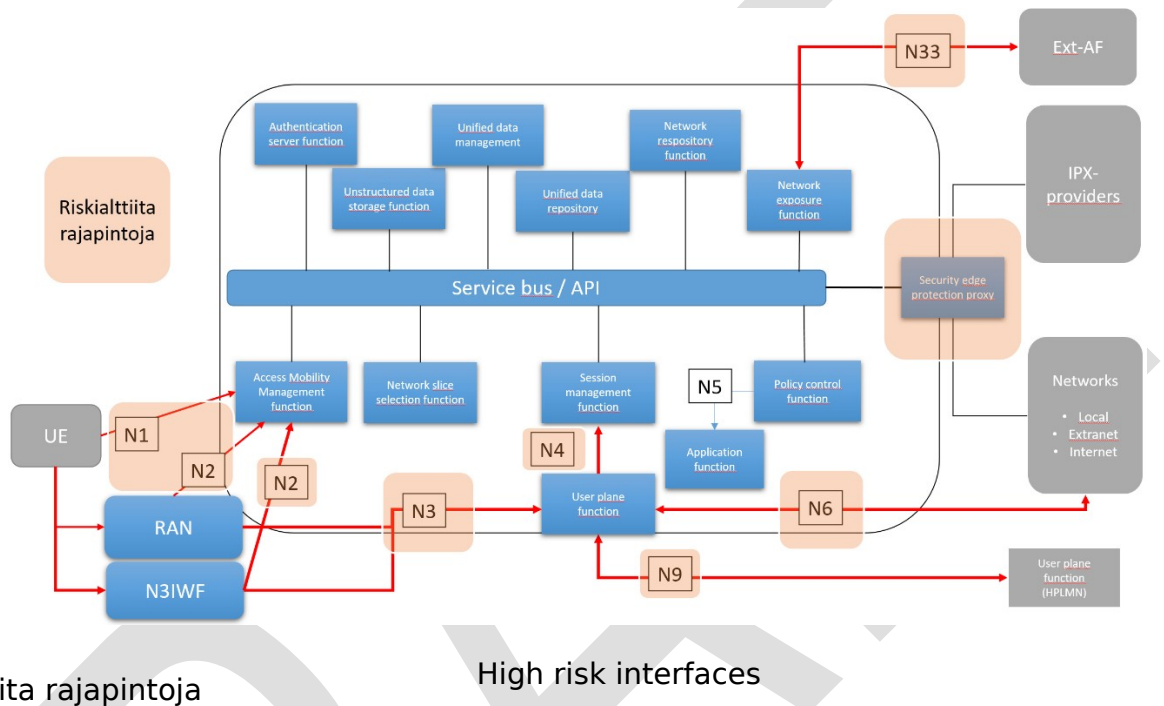 N33
Ext-AF
Authentication
server function
Unified data
management
Network
respository
function
IPX-
providers
Riskialttiita
rajapintoja
Unstructured data
storage function
Unified data
repository
Network
exposure
function
Service bus / API
Security edge
protection proxy
Access Mobility
Management
function
Network slice
selection function
Session
management
function
N5
Policy control
function
Networks
• Local
• Extranet
• Internet
UE
N1
N2
N2
N4
Application
function
RAN
N3
User plane
function
N6
N3IWF
N9
User plane
function
(HPLMN)
ita rajapintoja
High risk interfaces